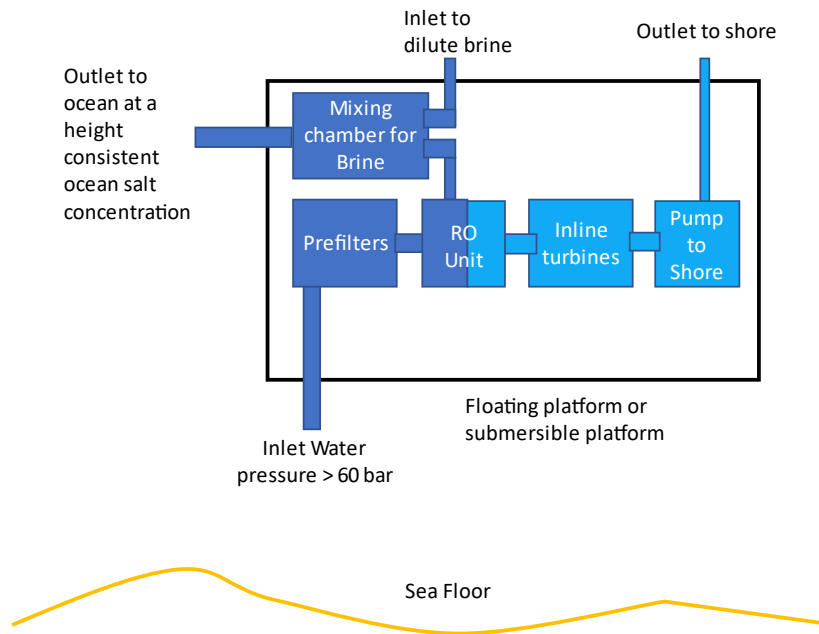 Inlet to
dilute brine
Outlet to shore
Outlet to
ocean at a
height
consistent
ocean salt
concentration
Mixing
chamber for
Brine
Prefilters
RO
Unit
Inline
turbines
Pump
to
Shore
Floating platform or
submersible platform
Inlet Water
pressure > 60 bar
Sea Floor